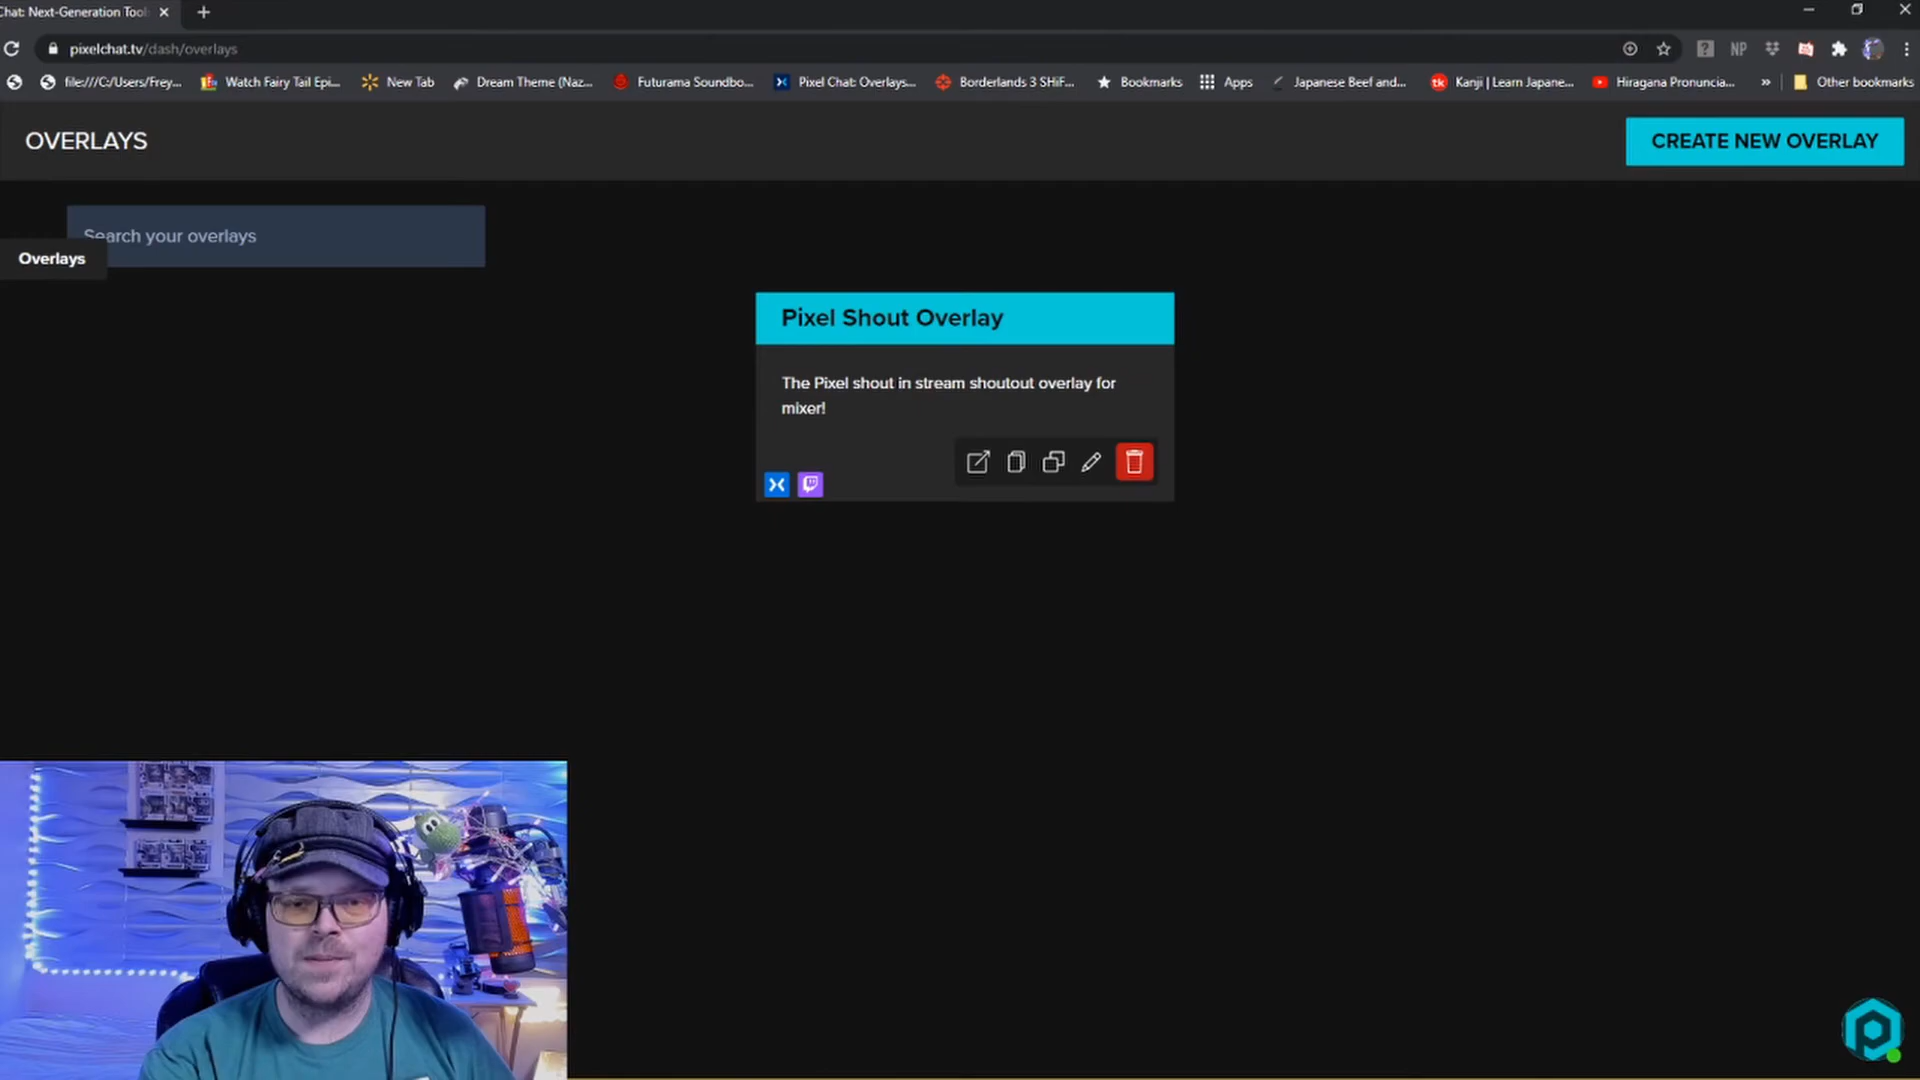 Chat: Next-Generation Tool
pixelchat.tv/dash/overlays
NP
file:///C:/Users/Frey...
Watch Fairy Tail Epi...
New Tab
Dream Theme (Naz...
Futurama Soundbo...
Pixel Chat: Overlays...
Borderlands 3 SHiF...
Bookmarks
Apps
Japanese Beef and...
tk
Kanji | Learn Japane...
Hiragana Pronuncia...
»
Other bookmarks
OVERLAYS
CREATE NEW OVERLAY
Search your overlays
Overlays
Pixel Shout Overlay
The Pixel shout in stream shoutout overlay for
mixer!